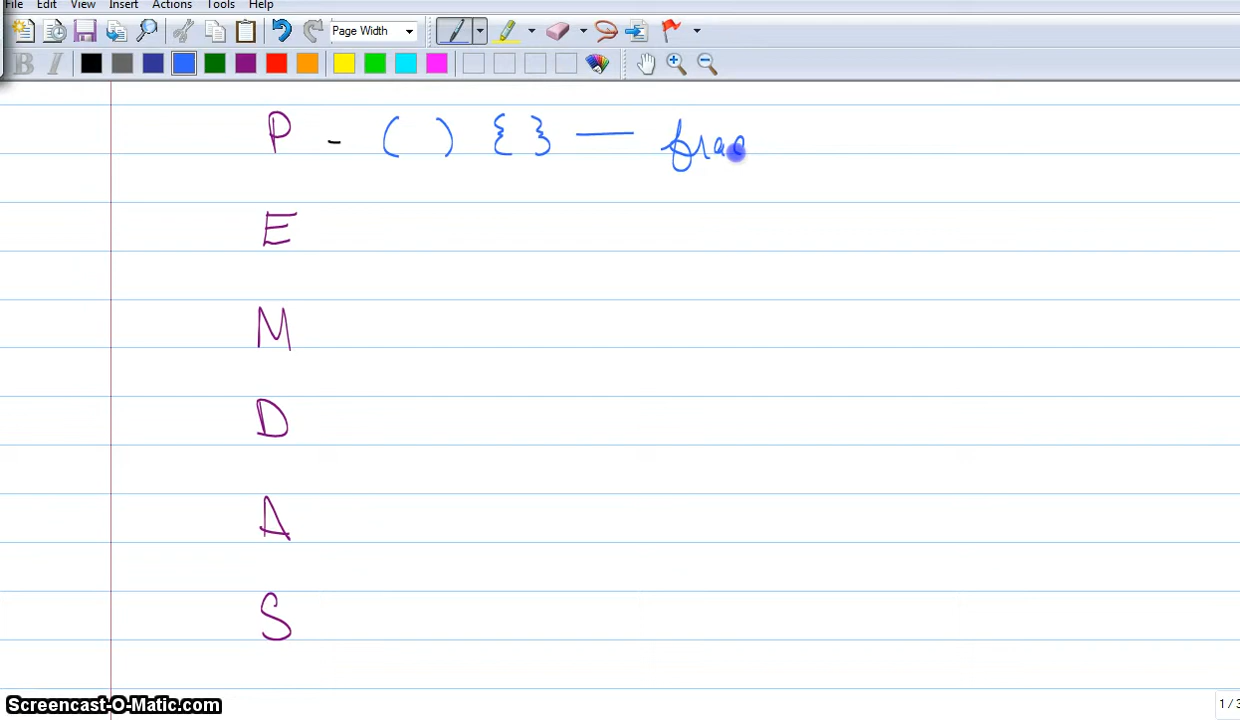 File Edit View Insert Actions Tools Help
Page Width
B I
P - ( ) { } — frac
E
M
D
A
S
Screencast-O-Matic.com
1 / 3